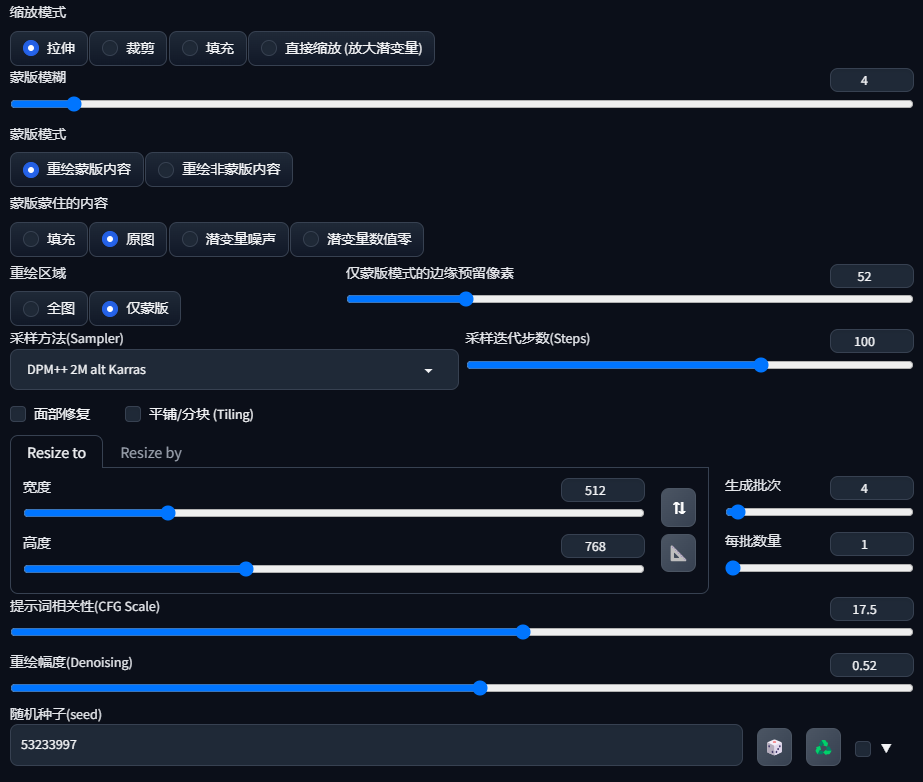 缩放模式
拉伸 裁剪 填充 直接缩放 (放大潜变量)
蒙版模糊 4
蒙版模式
重绘蒙版内容 重绘非蒙版内容
蒙版蒙住的内容
填充 原图 潜变量噪声 潜变量数值零
重绘区域 仅蒙版模式的边缘预留像素 52
全图 仅蒙版
采样方法(Sampler) 采样迭代步数(Steps) 100
DPM++ 2M alt Karras
面部修复 平铺/分块 (Tiling)
Resize to Resize by
宽度 512 生成批次 4
高度 768 每批数量 1
提示词相关性(CFG Scale) 17.5
重绘幅度(Denoising) 0.52
随机种子(seed)
53233997